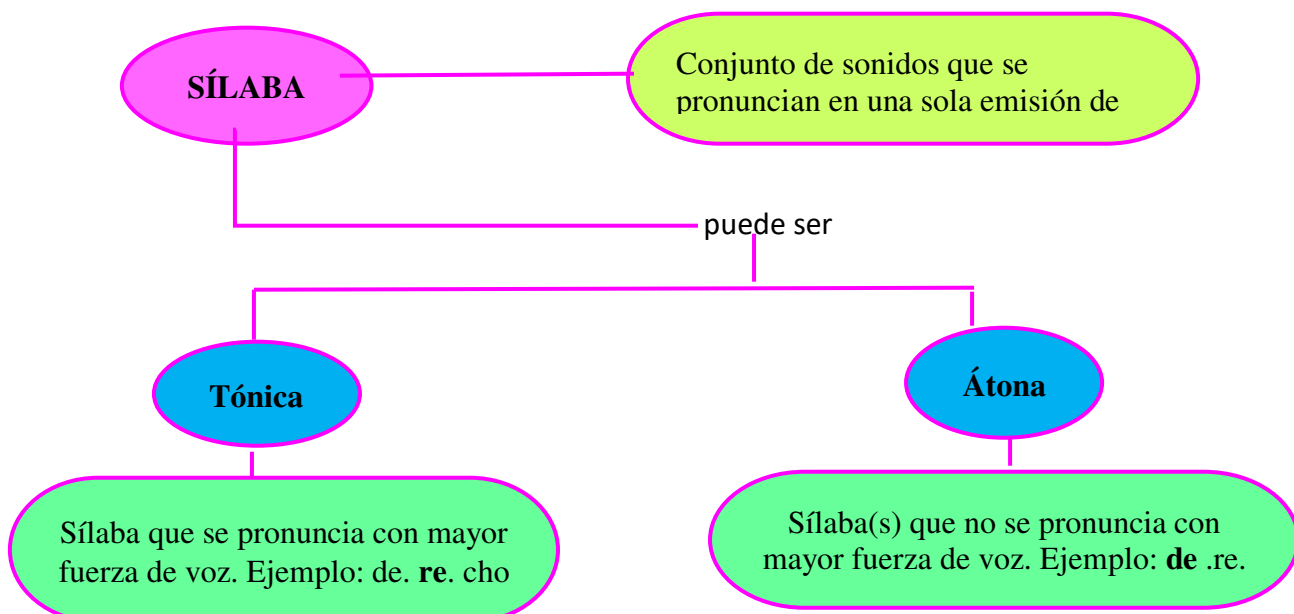 SÍLABA
Conjunto de sonidos que se
pronuncian en una sola emisión de
puede ser
Tónica
Átona
Sílaba que se pronuncia con mayor
fuerza de voz. Ejemplo: de. re. cho
Sílaba(s) que no se pronuncia con
mayor fuerza de voz. Ejemplo: de .re.